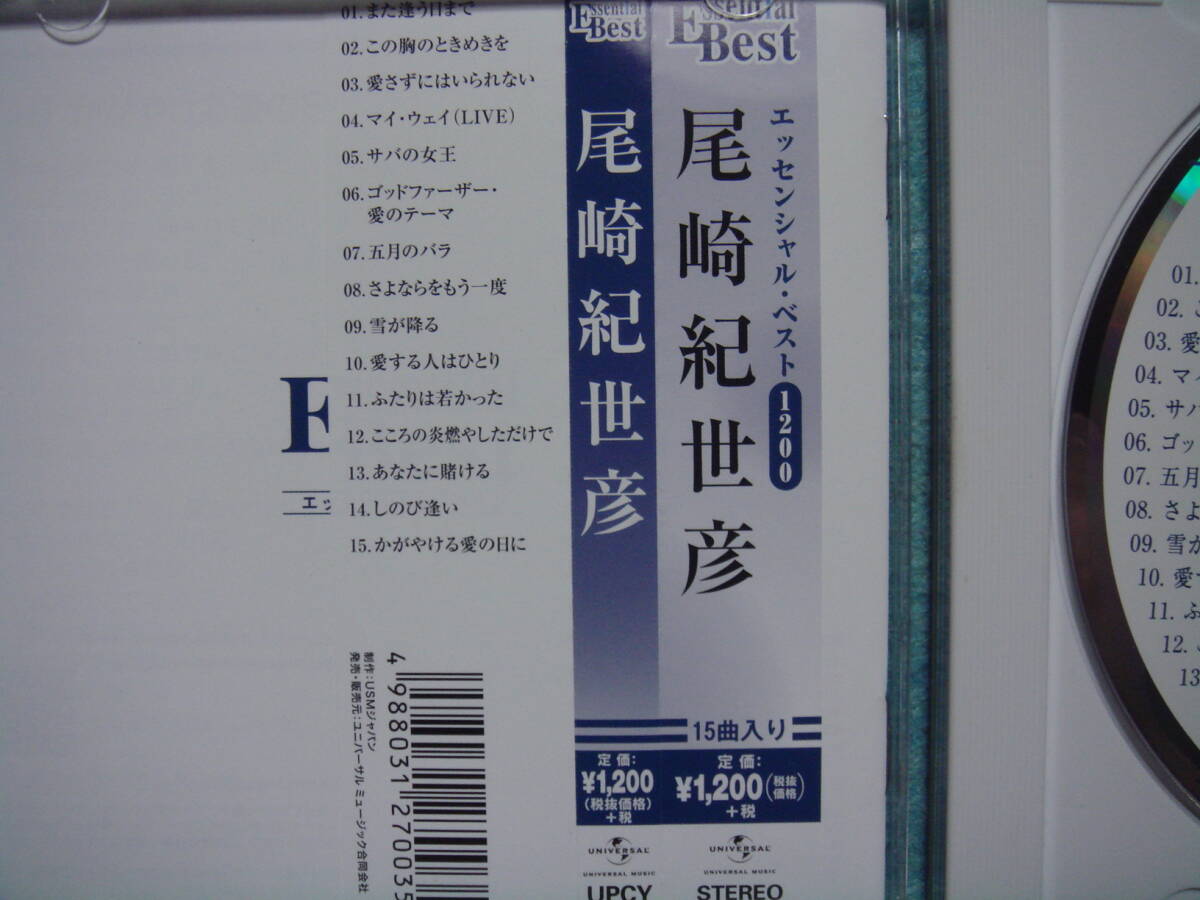 01.また逢う日まで
02.この胸のときめきを
03.愛さずにはいられない
04.マイ・ウェイ(LIVE)
05.サバの女王
06.ゴッドファーザー・
愛のテーマ
07.五月のバラ
08.さよならをもう一度
09.雪が降る
10.愛する人はひとり
11.ふたりは若かった
12.こころの炎燃やしただけで
13.あなたに賭ける
14.しのび逢い
15.かがやける愛の日に
E
エッ
制作:USMジャパン
発売・販売元:ユニバーサル ミュージック合同会社
4 988031 270035
Essential
Best
尾崎紀世彦
定価:
¥1,200
(税抜価格)
+税
UNIVERSAL
UNIVERSAL MUSIC
UPCY
Essential
Best
エッセンシャル・ベスト1200
尾崎紀世彦
15曲入り
定価:
¥1,200(税抜価格)
+税
UNIVERSAL
UNIVERSAL MUSIC
STEREO
01.
02. こ
03. 愛
04. マイ
05. サバ
06. ゴッ
07. 五月
08. さよ
09. 雪が
10. 愛す
11. ふ
12.
13